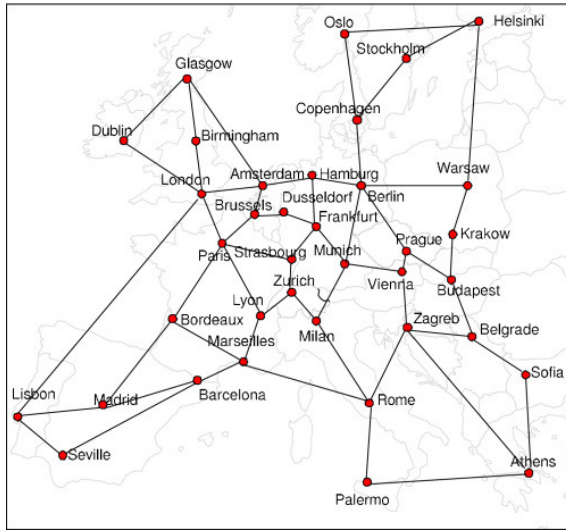 Oslo
Helsinki
Stockholm
Glasgow
Copenhagen
Dublin
Birmingham
Amsterdam
Hamburg
Warsaw
London
Brussels
Dusseldorf
Berlin
Frankfurt
Krakow
Paris
Strasbourg
Munich
Prague
Zurich
Vienna
Budapest
Lyon
Bordeaux
Zagreb
Milan
Belgrade
Marseilles
Sofia
Lisbon
Madrid
Barcelona
Rome
Seville
Athens
Palermo